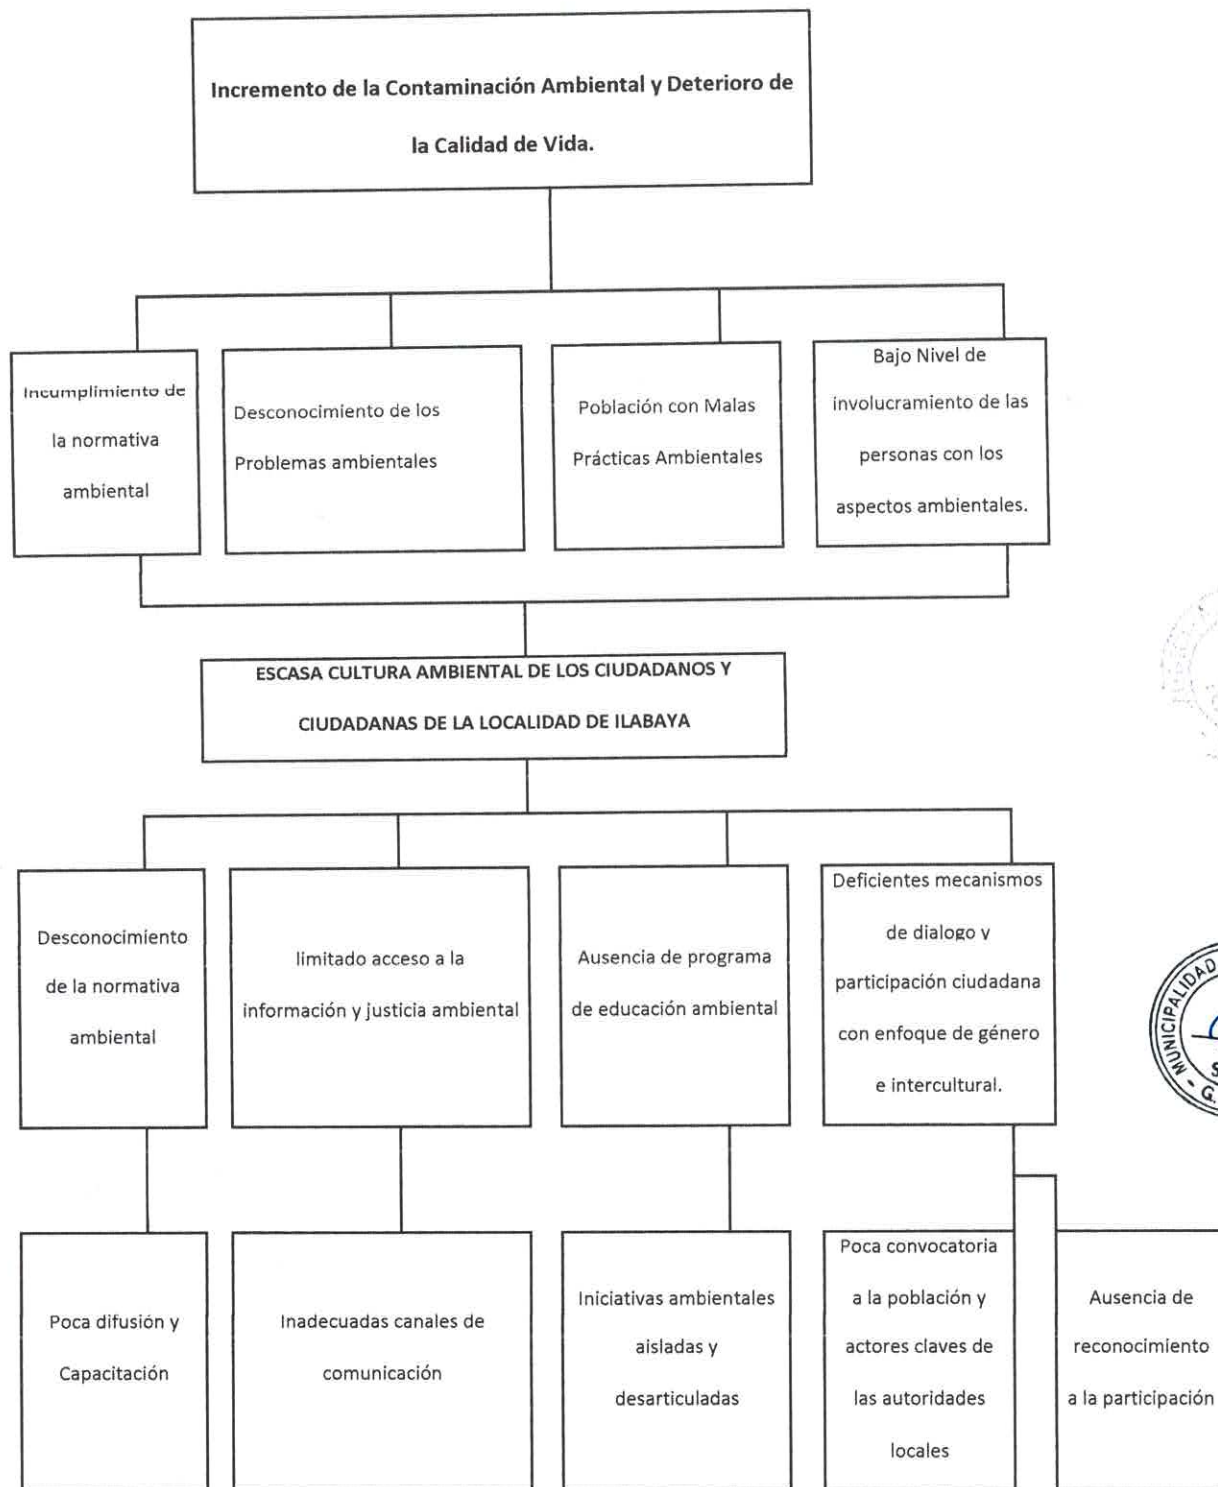 Incremento de la Contaminación Ambiental y Deterioro de
la Calidad de Vida.
Incumplimiento de
la normativa
ambiental
Desconocimiento de los
Problemas ambientales
Población con Malas
Prácticas Ambientales
Bajo Nivel de
involucramiento de las
personas con los
aspectos ambientales.
ESCASA CULTURA AMBIENTAL DE LOS CIUDADANOS Y
CIUDADANAS DE LA LOCALIDAD DE ILABAYA
Desconocimiento
de la normativa
ambiental
limitado acceso a la
información y justicia ambiental
Ausencia de programa
de educación ambiental
Deficientes mecanismos
de dialogo y
participación ciudadana
con enfoque de género
e intercultural.
MUNICIPALIDAD
Poca difusión y
Capacitación
Inadecuadas canales de
comunicación
Iniciativas ambientales
aisladas y
desarticuladas
Poca convocatoria
a la población y
actores claves de
las autoridades
locales
Ausencia de
reconocimiento
a la participación